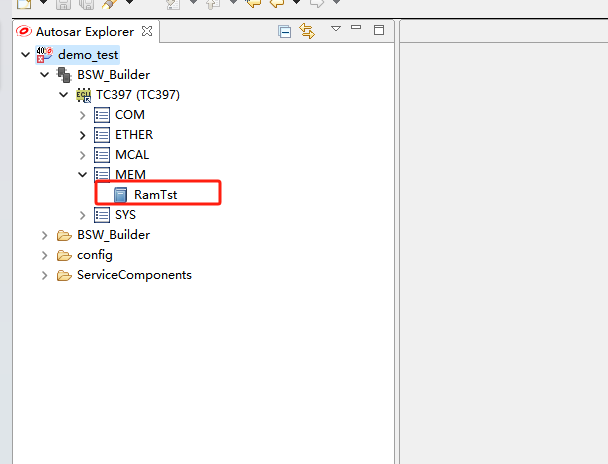 Autosar Explorer
demo_test
BSW_Builder
TC397 (TC397)
COM
ETHER
MCAL
MEM
RamTst
SYS
BSW_Builder
config
ServiceComponents